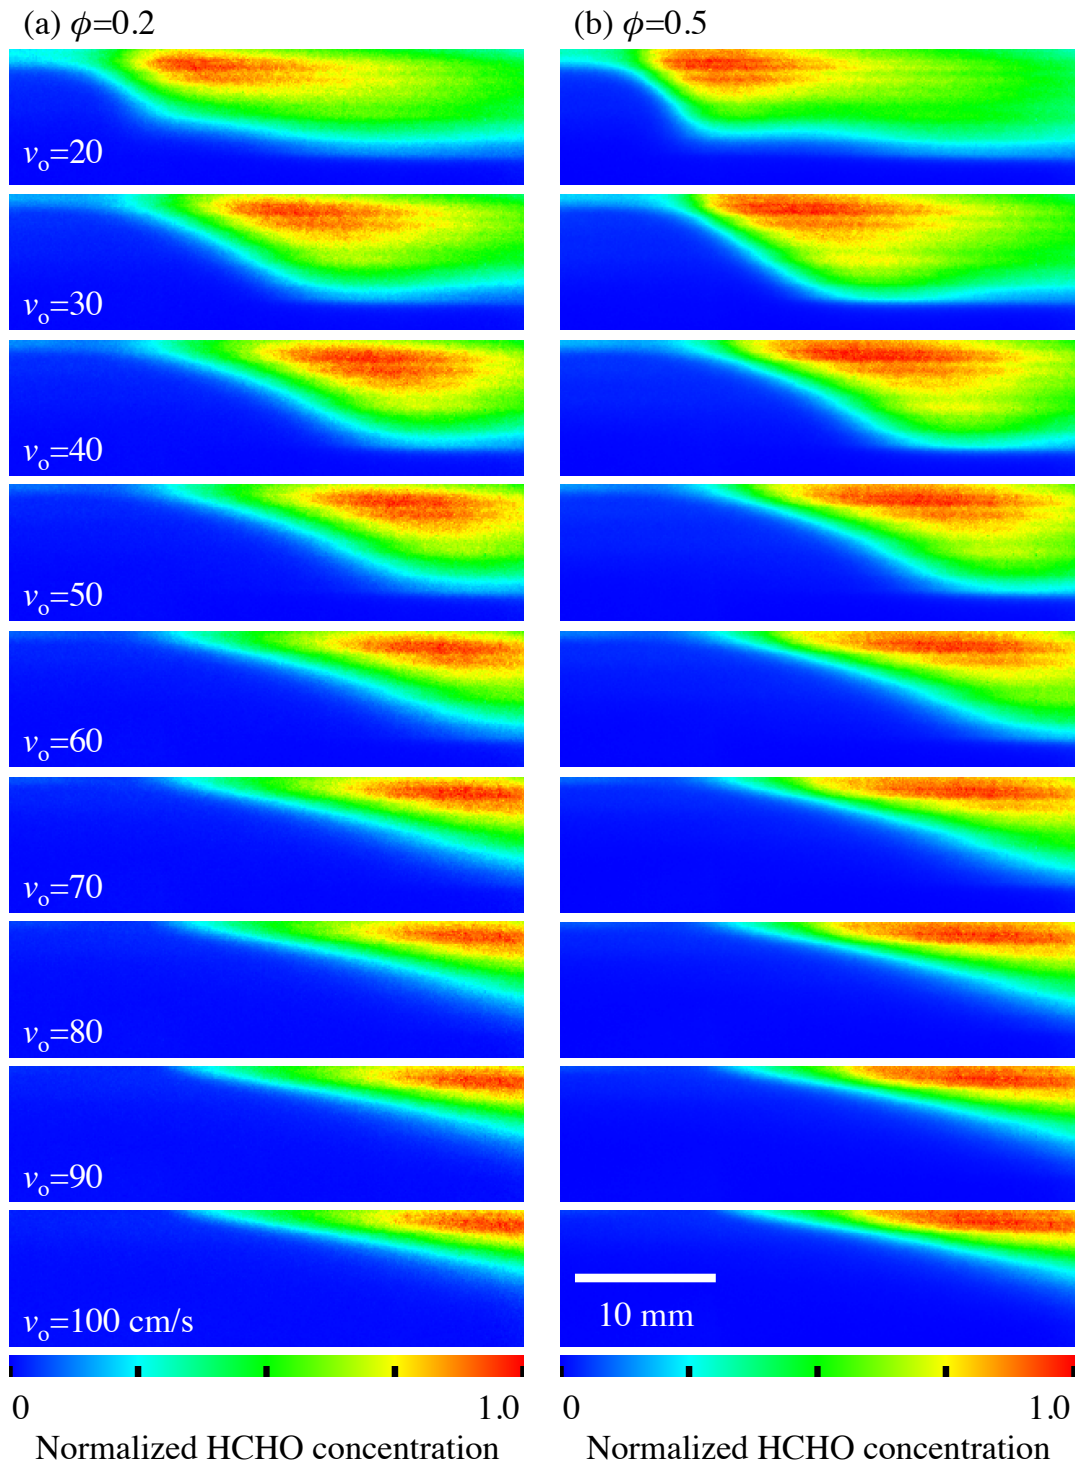 (a) ϕ=0.2
(b) ϕ=0.5
vo=20
vo=30
vo=40
vo=50
vo=60
vo=70
vo=80
vo=90
vo=100 cm/s
10 mm
0 1.0
0 1.0
Normalized HCHO concentration
Normalized HCHO concentration